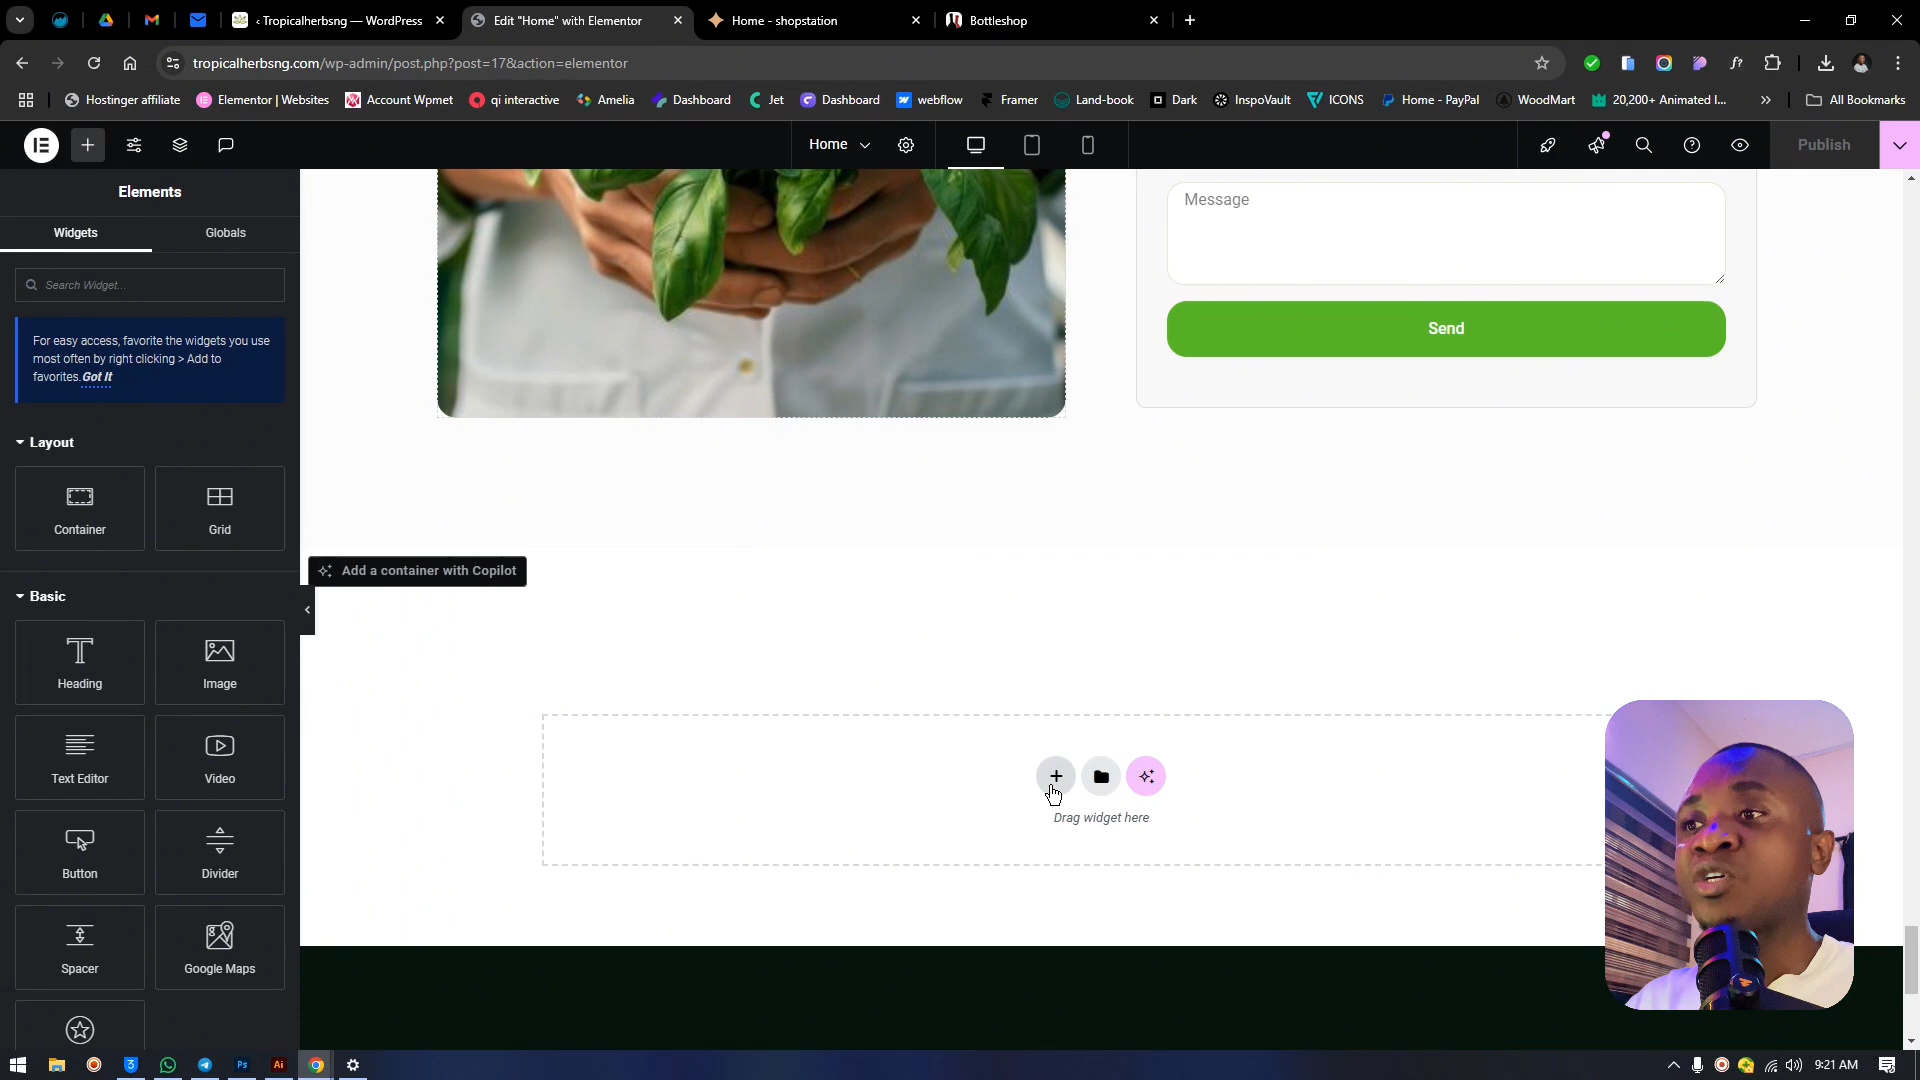 ‹ Tropicalherbsng — WordPress
Edit "Home" with Elementor
Home - shopstation
Bottleshop
tropicalherbsng.com/wp-admin/post.php?post=17&action=elementor
Hostinger affiliate
Elementor | Websites
Account Wpmet
qi interactive
Amelia
Dashboard
Jet
Dashboard
webflow
Framer
Land-book
Dark
InspoVault
ICONS
Home - PayPal
WoodMart
20,200+ Animated I...
All Bookmarks
Home
Publish
Elements
Widgets
Globals
Search Widget...
For easy access, favorite the widgets you use
most often by right clicking > Add to
favorites. Got It
Layout
Container
Grid
Basic
Heading
Image
Text Editor
Video
Button
Divider
Spacer
Google Maps
Message
Send
Add a container with Copilot
Drag widget here
Ps
Ai
9:21 AM